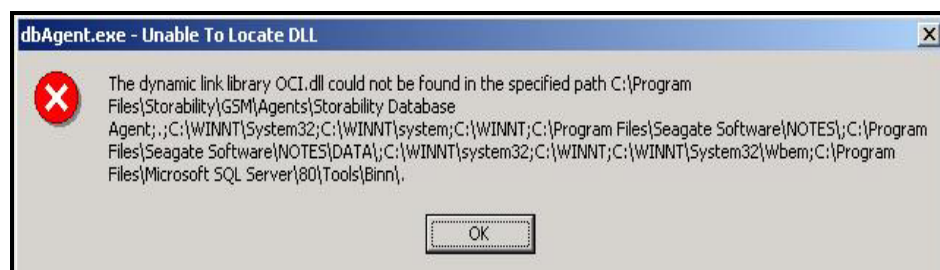 dbAgent.exe - Unable To Locate DLL
The dynamic link library OCI.dll could not be found in the specified path C:\Program
Files\Storability\GSM\Agents\Storability Database
Agent;.;C:\WINNT\System32;C:\WINNT\system;C:\WINNT;C:\Program Files\Seagate Software\NOTES\;C:\Program
Files\Seagate Software\NOTES\DATA\;C:\WINNT\system32;C:\WINNT;C:\WINNT\System32\Wbem;C:\Program
Files\Microsoft SQL Server\80\Tools\Binn\.
OK